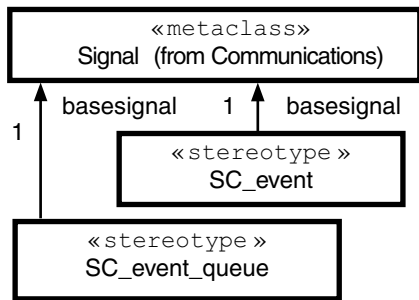 «metaclass»
Signal (from Communications)
basesignal 1 basesignal
1
«stereotype»
SC_event
«stereotype»
SC_event_queue